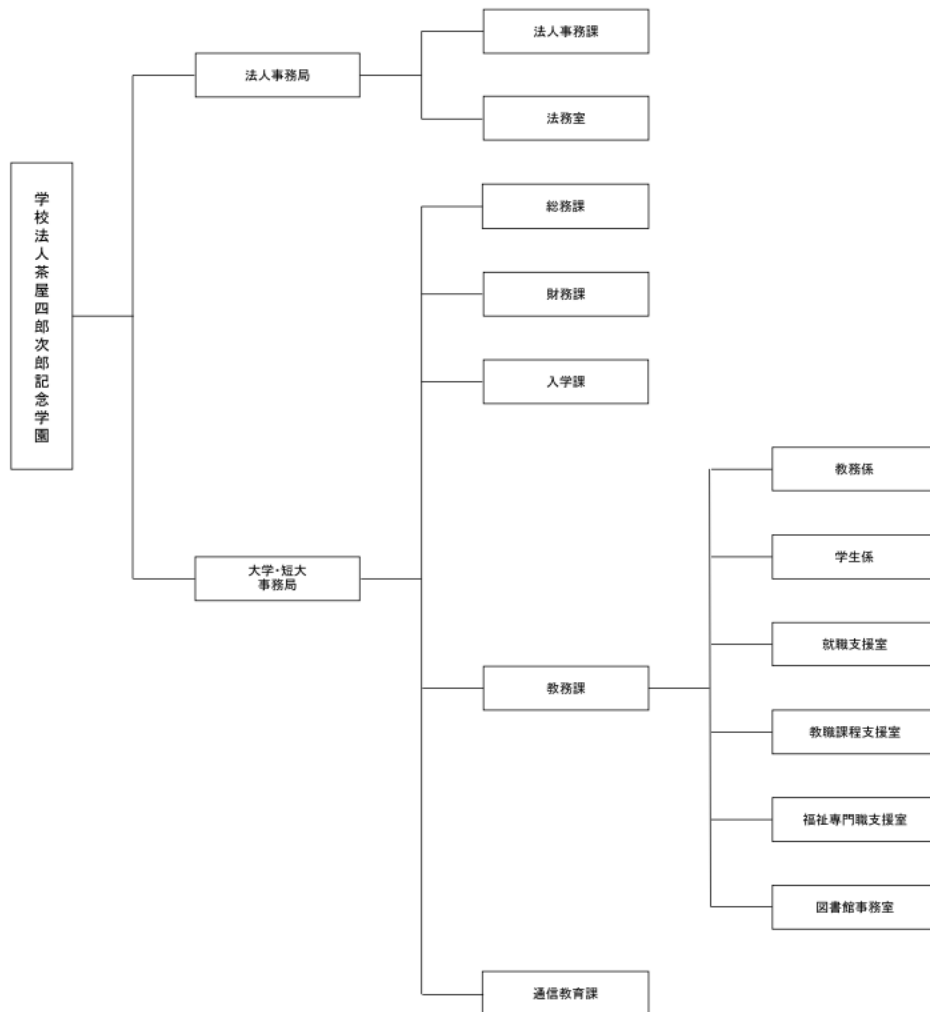 学校法人茶屋四郎次郎記念学園
法人事務局
法人事務課
法務室
大学・短大
事務局
総務課
財務課
入学課
教務課
教務係
学生係
就職支援室
教職課程支援室
福祉専門職支援室
図書館事務室
通信教育課